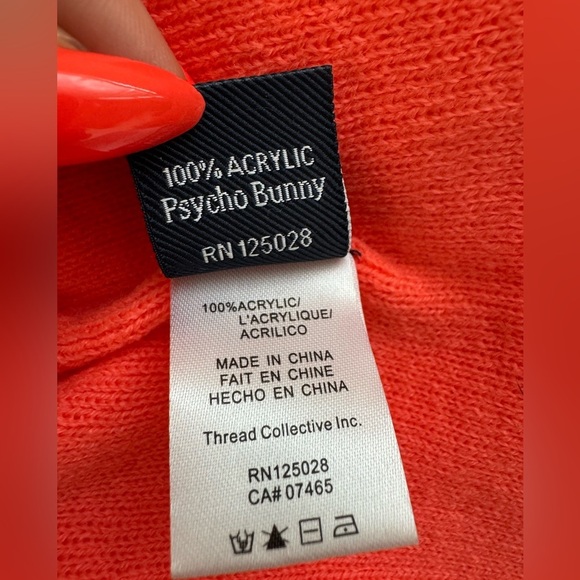 100% ACRYLIC
Psycho Bunny
RN 125028
100%ACRYLIC/
L'ACRYLIQUE/
ACRILICO
MADE IN CHINA
FAIT EN CHINE
HECHO EN CHINA
Thread Collective Inc.
RN125028
CA# 07465